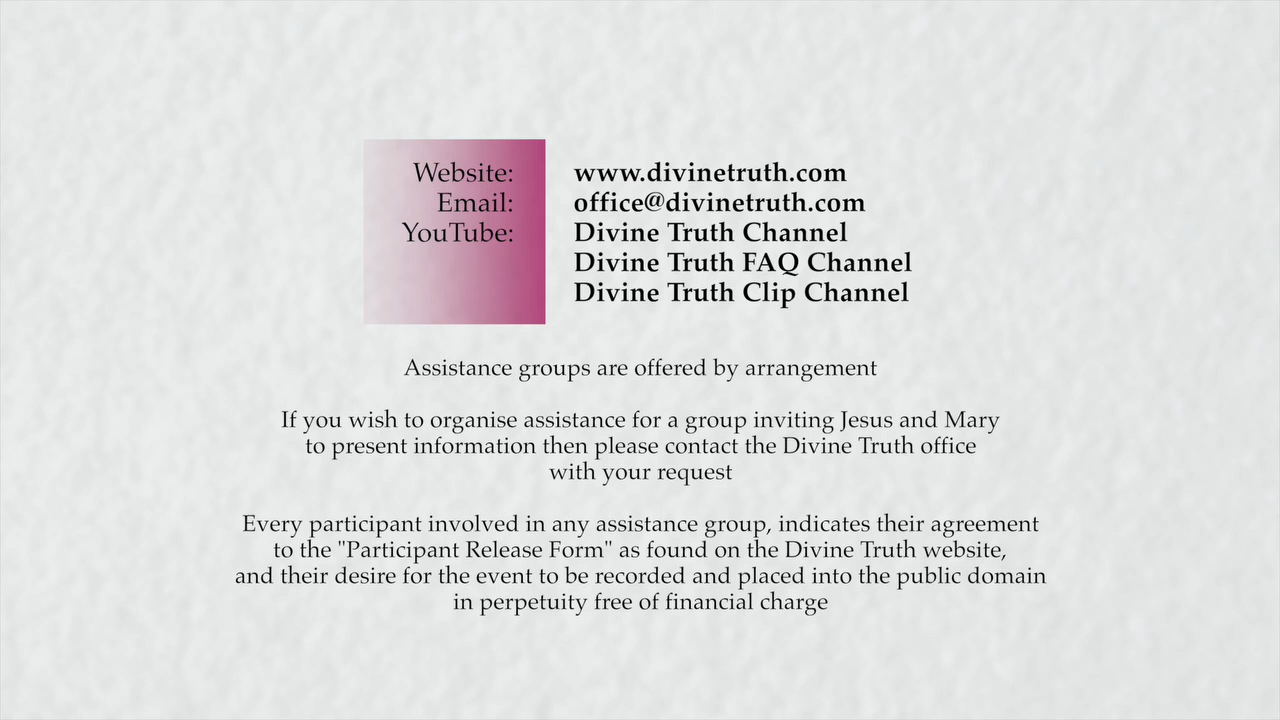 Website: www.divinetruth.com
Email: office@divinetruth.com
YouTube: Divine Truth Channel
Divine Truth FAQ Channel
Divine Truth Clip Channel
Assistance groups are offered by arrangement
If you wish to organise assistance for a group inviting Jesus and Mary
to present information then please contact the Divine Truth office
with your request
Every participant involved in any assistance group, indicates their agreement
to the "Participant Release Form" as found on the Divine Truth website,
and their desire for the event to be recorded and placed into the public domain
in perpetuity free of financial charge